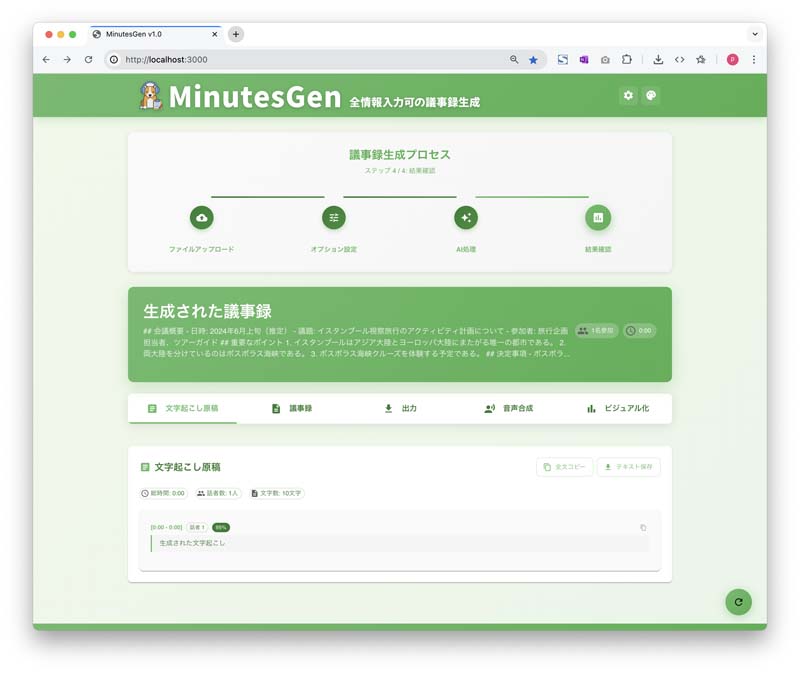 MinutesGen v1.0
http://localhost:3000
P
MinutesGen 全情報入力可の議事録生成
議事録生成プロセス
ステップ 4 / 4: 結果確認
ファイルアップロード
オプション設定
AI処理
結果確認
生成された議事録
## 会議概要 - 日時: 2024年6月上旬（推定） - 議題: イスタンブール視察旅行のアクティビティ計画について - 参加者: 旅行企画
担当者、ツアーガイド ## 重要なポイント 1. イスタンブールはアジア大陸とヨーロッパ大陸にまたがる唯一の都市である。 2.
両大陸を分けているのはボスポラス海峡である。 3. ボスポラス海峡クルーズを体験する予定である。 ## 決定事項 - ボスポラ...
1名参加
0:00
文字起こし原稿
議事録
出力
音声合成
ビジュアル化
文字起こし原稿
全文コピー
テキスト保存
総時間: 0:00
話者数: 1人
文字数: 10文字
[0:00 - 0:00]
話者 1
95%
生成された文字起こし